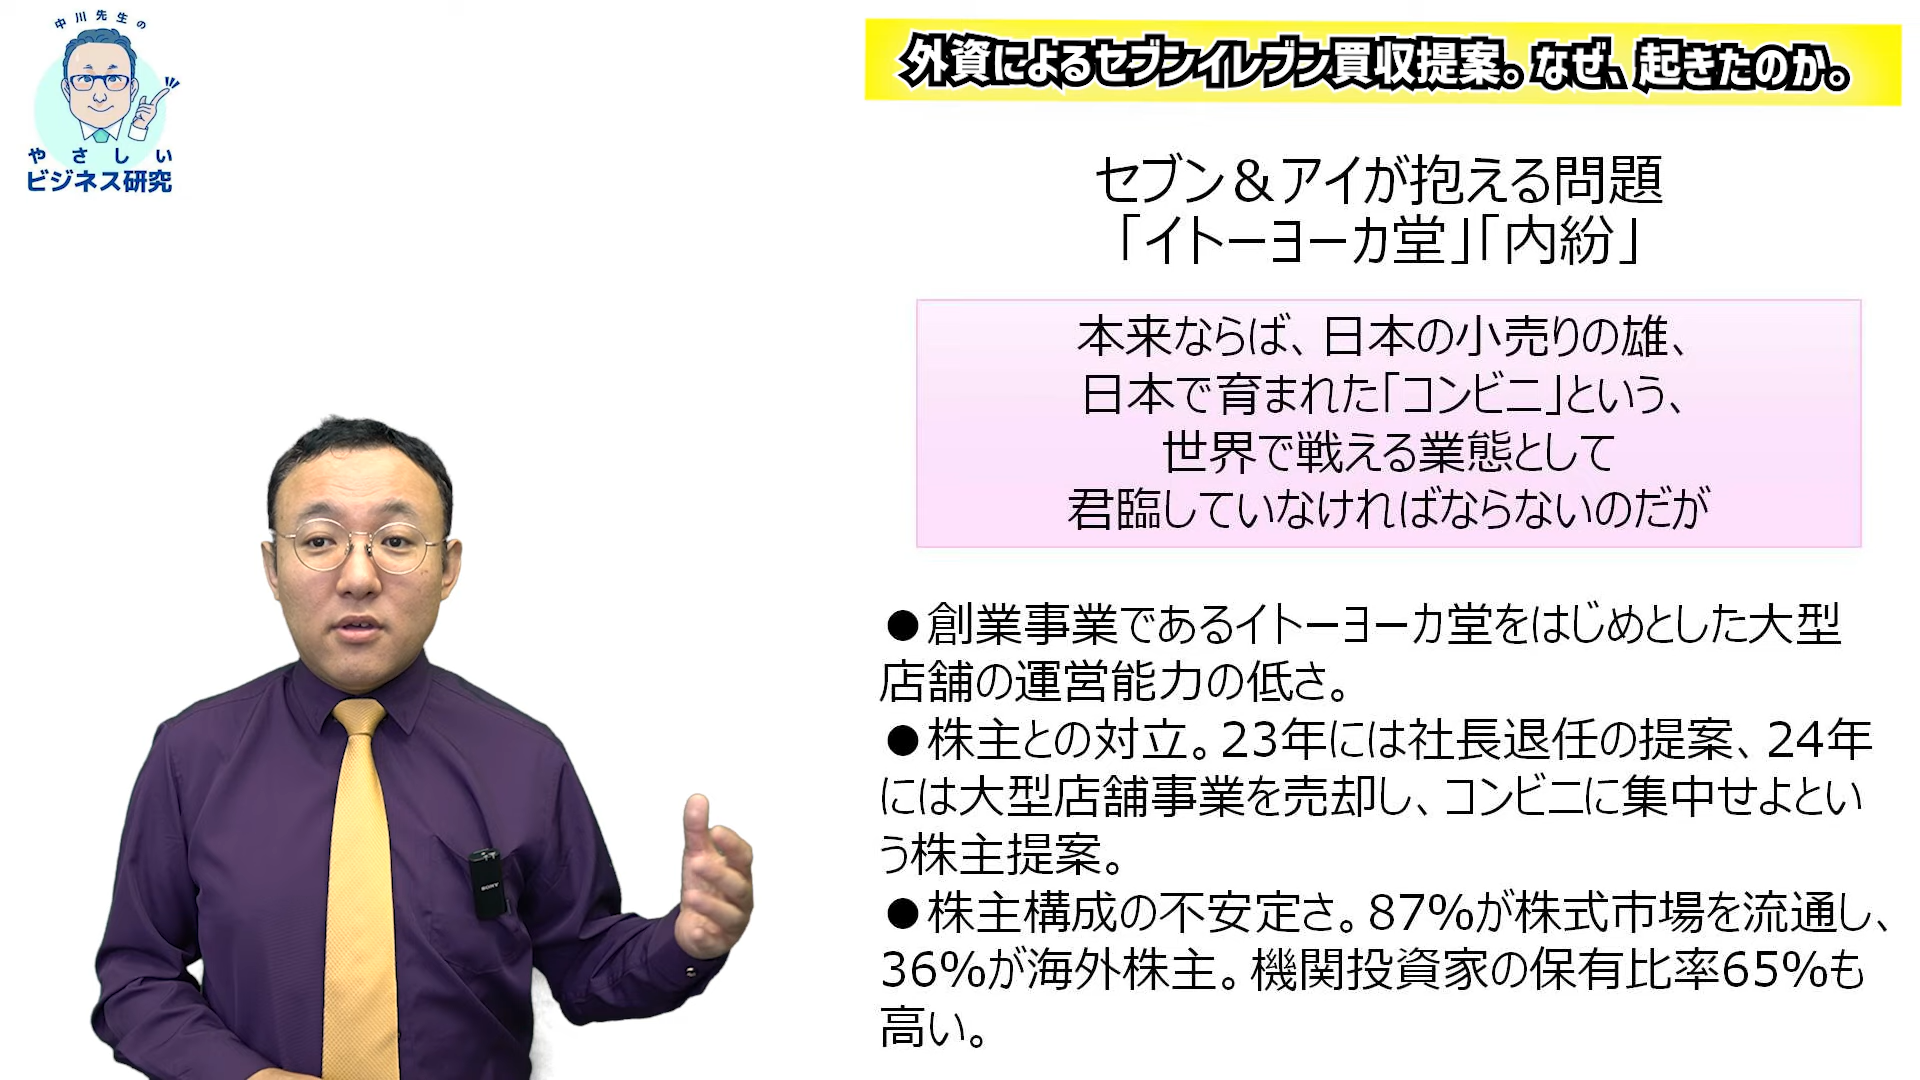 中川先生の
やさしい
ビジネス研究
外資によるセブンイレブン買収提案。なぜ、起きたのか。
セブン＆アイが抱える問題
「イトーヨーカ堂」「内紛」
本来ならば、日本の小売りの雄、
日本で育まれた「コンビニ」という、
世界で戦える業態として
君臨していなければならないのだが
●創業事業であるイトーヨーカ堂をはじめとした大型
店舗の運営能力の低さ。
●株主との対立。23年には社長退任の提案、24年
には大型店舗事業を売却し、コンビニに集中せよとい
う株主提案。
●株主構成の不安定さ。87%が株式市場を流通し、
36%が海外株主。機関投資家の保有比率65%も
高い。
SONY